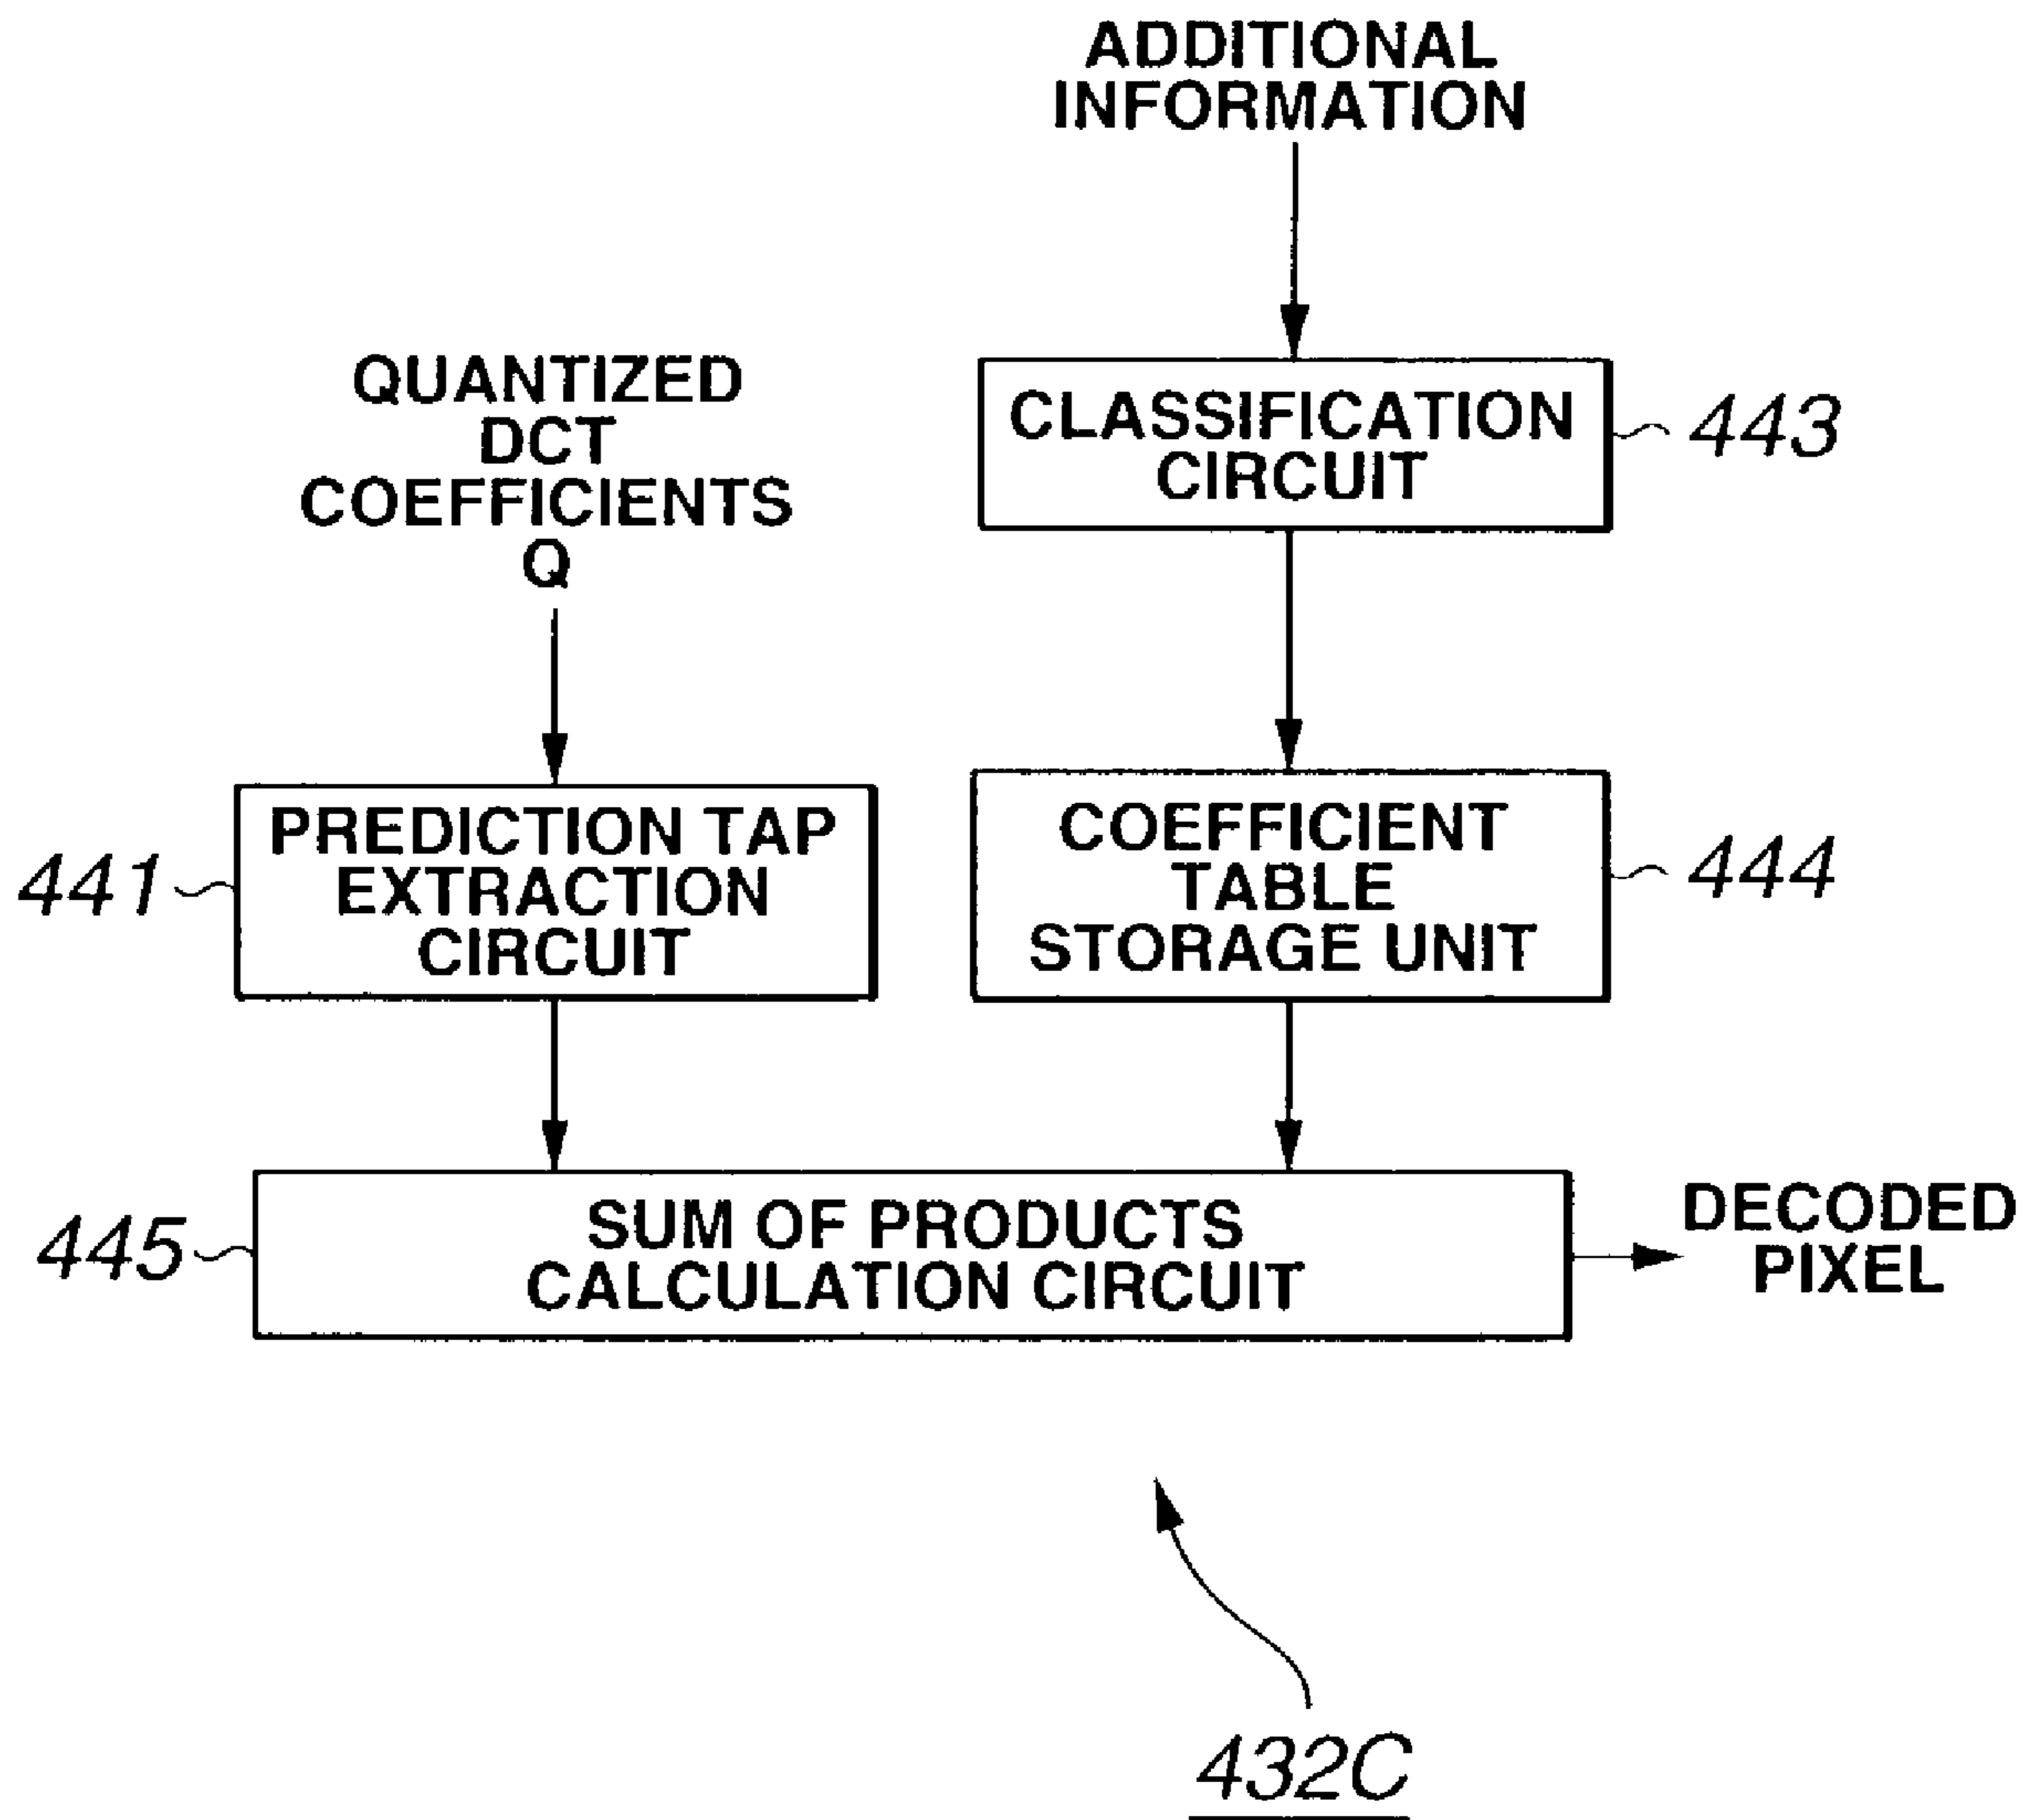 ADDITIONAL
INFORMATION
QUANTIZED
DCT
COEFFICIENTS
Q
CLASSIFICATION
CIRCUIT
443
441
PREDICTION TAP
EXTRACTION
CIRCUIT
COEFFICIENT
TABLE
STORAGE UNIT
444
445
SUM OF PRODUCTS
CALCULATION CIRCUIT
DECODED
PIXEL
432C